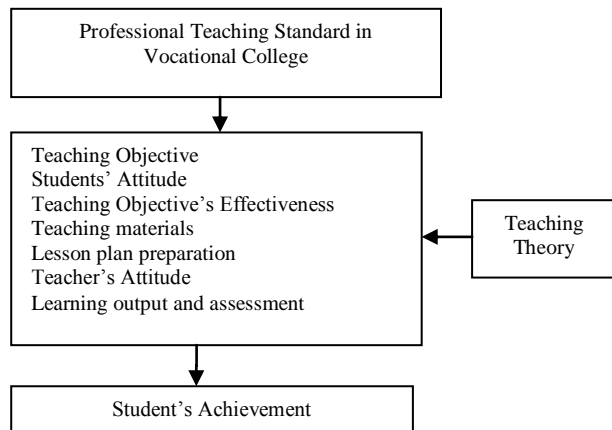 Professional Teaching Standard in
Vocational College
Teaching Objective
Students’ Attitude
Teaching Objective’s Effectiveness
Teaching materials
Lesson plan preparation
Teacher’s Attitude
Learning output and assessment
Teaching
Theory
Student’s Achievement